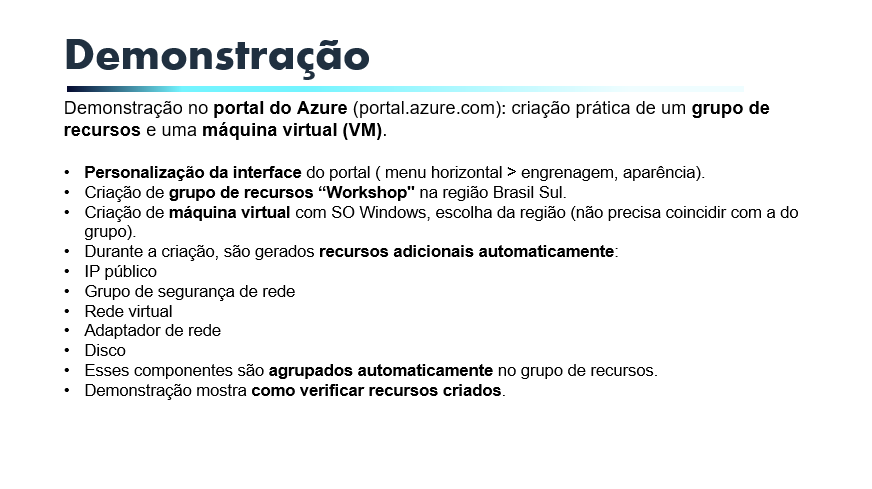 Demonstração
Demonstração no portal do Azure (portal.azure.com): criação prática de um grupo de
recursos e uma máquina virtual (VM).
• Personalização da interface do portal ( menu horizontal > engrenagem, aparência).
• Criação de grupo de recursos “Workshop" na região Brasil Sul.
• Criação de máquina virtual com SO Windows, escolha da região (não precisa coincidir com a do
grupo).
• Durante a criação, são gerados recursos adicionais automaticamente:
• IP público
• Grupo de segurança de rede
• Rede virtual
• Adaptador de rede
• Disco
• Esses componentes são agrupados automaticamente no grupo de recursos.
• Demonstração mostra como verificar recursos criados.